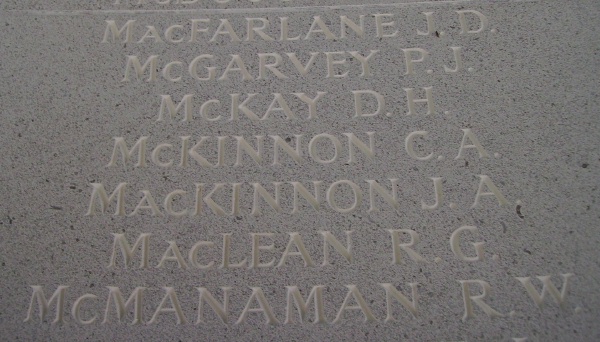 MacFARLANE J. D.
McGARVEY P. J.
McKAY D. H.
McKINNON C. A.
MacKINNON J. A.
MacLEAN R. G.
McMANAMAN R. W.